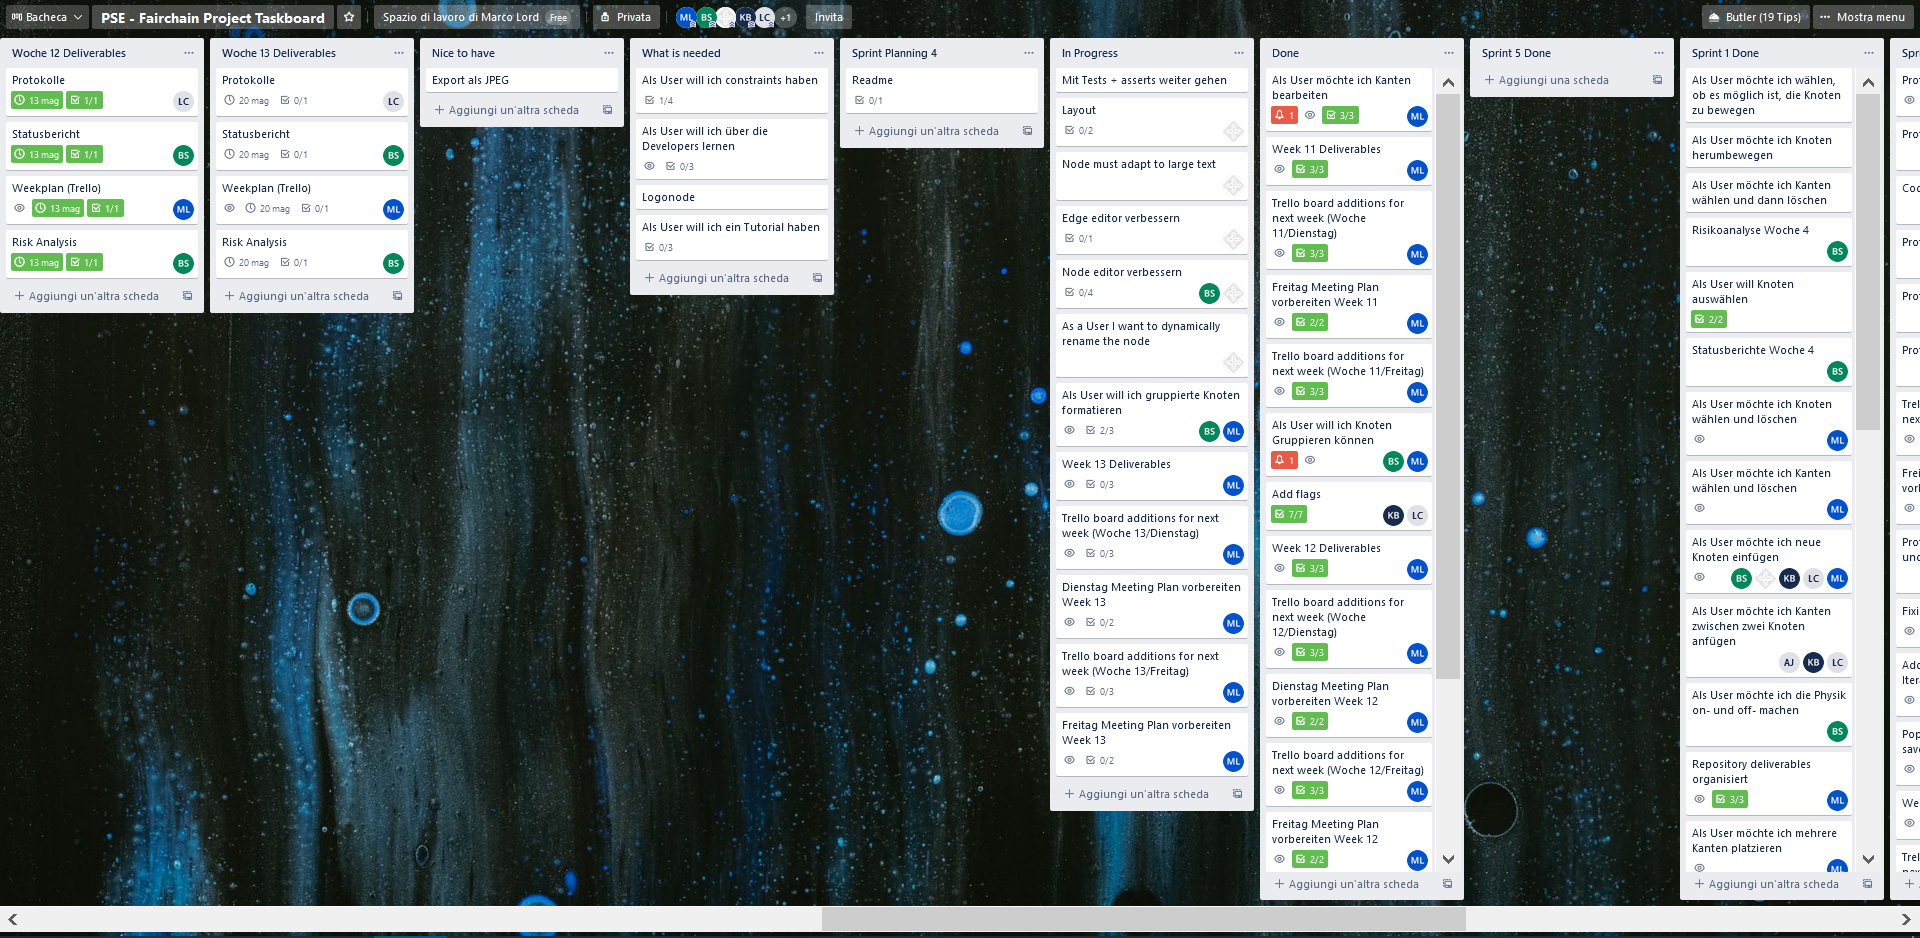 Bacheca
PSE - Fairchain Project Taskboard
Spazio di lavoro di Marco Lord Free
Privata
ML BS KB LC +1
Invita
Butler (19 Tips)
Mostra menu
Woche 12 Deliverables
Protokolle
13 mag 1/1 LC
Statusbericht
13 mag 1/1 BS
Weekplan (Trello)
13 mag 1/1 ML
Risk Analysis
13 mag 1/1 BS
Aggiungi un'altra scheda
Woche 13 Deliverables
Protokolle
20 mag 0/1 LC
Statusbericht
20 mag 0/1 BS
Weekplan (Trello)
20 mag 0/1 ML
Risk Analysis
20 mag 0/1 BS
Aggiungi un'altra scheda
Nice to have
Export als JPEG
Aggiungi un'altra scheda
What is needed
Als User will ich constraints haben
1/4
Als User will ich über die
Developers lernen
0/3
Logonode
Als User will ich ein Tutorial haben
0/3
Aggiungi un'altra scheda
Sprint Planning 4
Readme
0/1
Aggiungi un'altra scheda
In Progress
Mit Tests + asserts weiter gehen
Layout
0/2
Node must adapt to large text
Edge editor verbessern
0/1
Node editor verbessern
0/4 BS
As a User I want to dynamically
rename the node
Als User will ich gruppierte Knoten
formatieren
2/3 BS ML
Week 13 Deliverables
0/3 ML
Trello board additions for next
week (Woche 13/Dienstag)
0/3 ML
Dienstag Meeting Plan vorbereiten
Week 13
0/2 ML
Trello board additions for next
week (Woche 13/Freitag)
0/3 ML
Freitag Meeting Plan vorbereiten
Week 13
0/2 ML
Aggiungi un'altra scheda
Done
Als User möchte ich Kanten
bearbeiten
1 3/3 ML
Week 11 Deliverables
3/3 ML
Trello board additions for
next week (Woche
11/Dienstag)
3/3 ML
Freitag Meeting Plan
vorbereiten Week 11
2/2 ML
Trello board additions for
next week (Woche 11/Freitag)
3/3 ML
Als User will ich Knoten
Gruppieren können
1 BS ML
Add flags
7/7 KB LC
Week 12 Deliverables
3/3 ML
Trello board additions for
next week (Woche
12/Dienstag)
3/3 ML
Dienstag Meeting Plan
vorbereiten Week 12
2/2 ML
Trello board additions for
next week (Woche 12/Freitag)
3/3 ML
Freitag Meeting Plan
vorbereiten Week 12
2/2 ML
Aggiungi un'altra scheda
Sprint 5 Done
Aggiungi una scheda
Sprint 1 Done
Als User möchte ich wählen,
ob es möglich ist, die Knoten
zu bewegen
Als User möchte ich Knoten
herumbewegen
Als User möchte ich Kanten
wählen und dann löschen
Risikoanalyse Woche 4
BS
Als User will Knoten
auswählen
2/2
Statusberichte Woche 4
BS
Als User möchte ich Knoten
wählen und löschen
ML
Als User möchte ich Kanten
wählen und löschen
ML
Als User möchte ich neue
Knoten einfügen
BS KB LC ML
Als User möchte ich Kanten
zwischen zwei Knoten
anfügen
AJ KB LC
Als User möchte ich die Physik
on- und off- machen
BS
Repository deliverables
organisiert
3/3 ML
Als User möchte ich mehrere
Kanten platzieren
ML
Aggiungi un'altra scheda